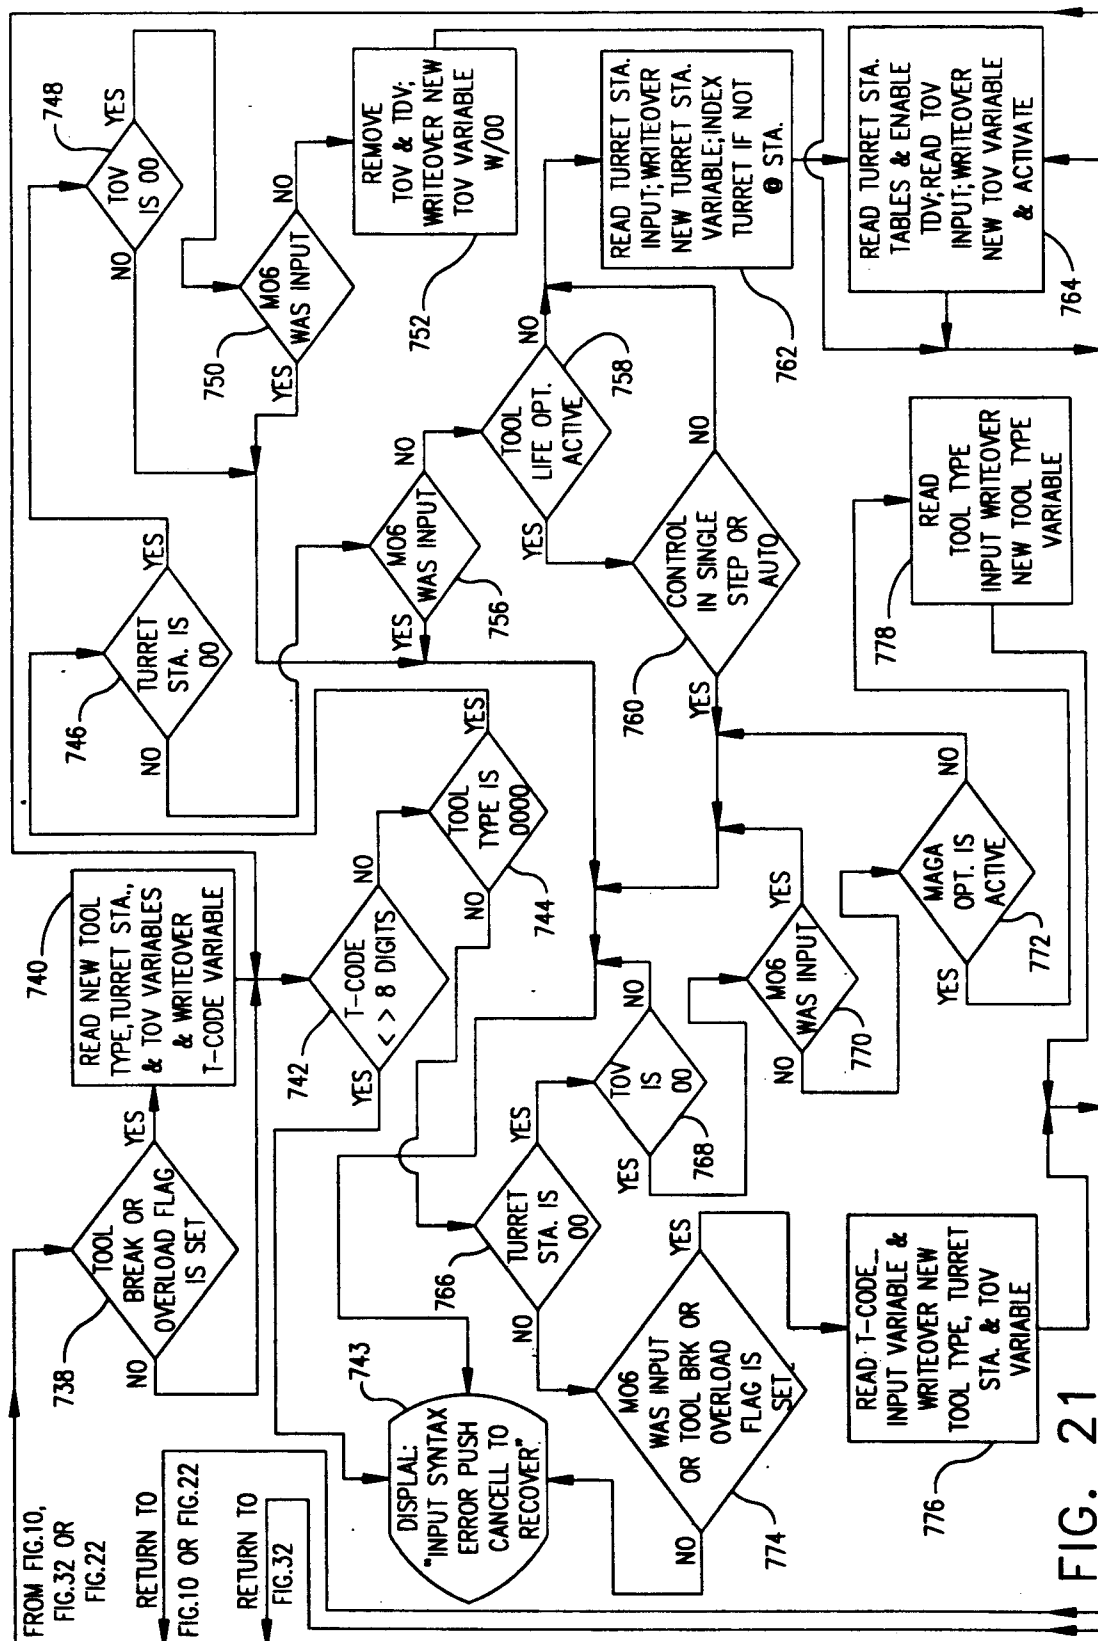 FROM FIG.10,
FIG.32 OR
FIG.22
RETURN TO
FIG.10 OR FIG.22
RETURN TO
FIG.32
738
TOOL
BREAK OR
OVERLOAD FLAG
IS SET
NO
YES
740
READ NEW TOOL
TYPE,TURRET STA.,
& TOV VARIABLES
& WRITEOVER
T-CODE VARIABLE
742
T-CODE
< > 8 DIGITS
YES
NO
743
DISPLAL:
"INPUT SYNTAX
ERROR PUSH
CANCELL TO
RECOVER"
744
TOOL
TYPE IS
0000
NO
YES
746
TURRET
STA. IS
00
NO
YES
748
TOV
IS 00
NO
YES
750
M06
WAS INPUT
YES
NO
752
REMOVE
TOV & TDV;
WRITEOVER NEW
TOV VARIABLE
W/00
756
M06
WAS INPUT
YES
NO
758
TOOL
LIFE OPT.
ACTIVE
YES
NO
760
CONTROL
IN SINGLE
STEP OR
AUTO
YES
NO
762
READ TURRET STA.
INPUT;WRITEOVER
NEW TURRET STA.
VARIABLE;INDEX
TURRET IF NOT
@ STA.
764
READ TURRET STA.
TABLES & ENABLE
TDV;READ TOV
INPUT;WRITEOVER
NEW TOV VARIABLE
& ACTIVATE
766
TURRET
STA. IS
00
NO
YES
768
TOV
IS
00
YES
NO
770
M06
WAS INPUT
NO
YES
772
MAGA
OPT. IS
ACTIVE
YES
NO
774
M06
WAS INPUT
OR TOOL BRK OR
OVERLOAD
FLAG IS
SET
NO
YES
776
READ T-CODE
INPUT VARIABLE &
WRITEOVER NEW
TOOL TYPE, TURRET
STA. & TOV
VARIABLE
778
READ
TOOL TYPE
INPUT WRITEOVER
NEW TOOL TYPE
VARIABLE
FIG. 21